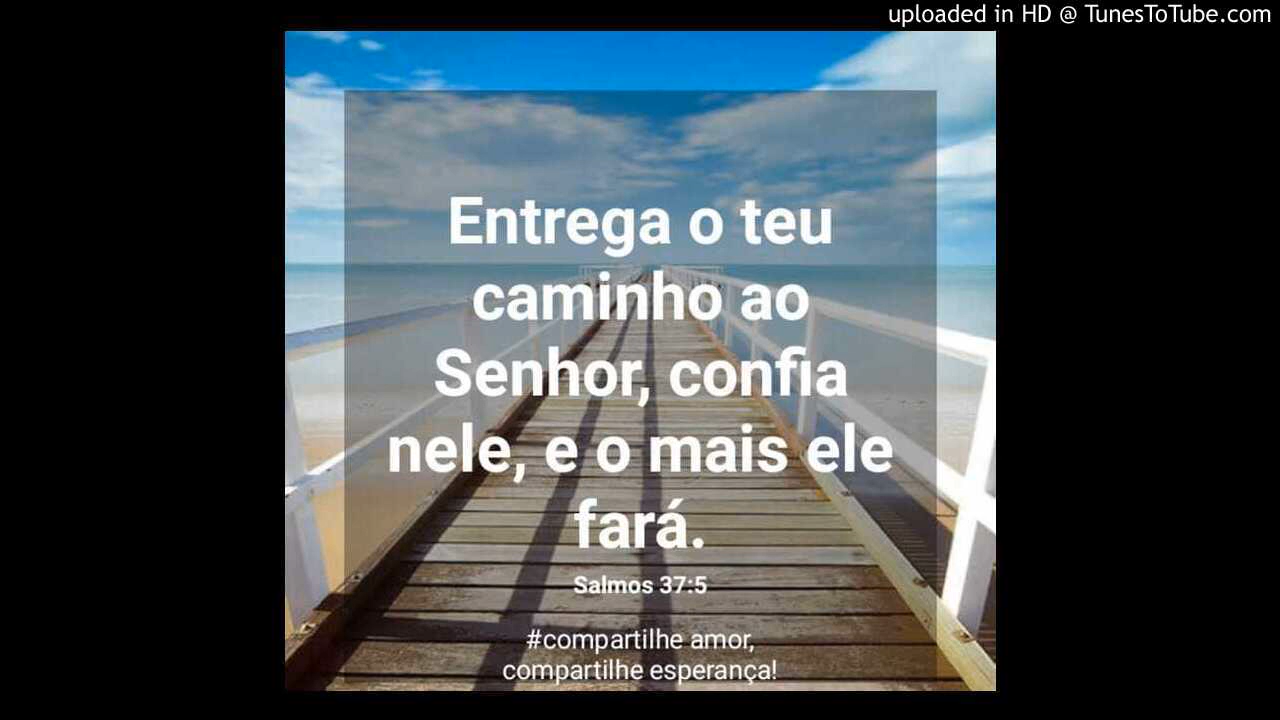 uploaded in HD @ TunesToTube.com
Entrega o teu
caminho ao
Senhor, confia
nele, e o mais ele
fará.
Salmos 37:5
#compartilhe amor,
compartilhe esperança!